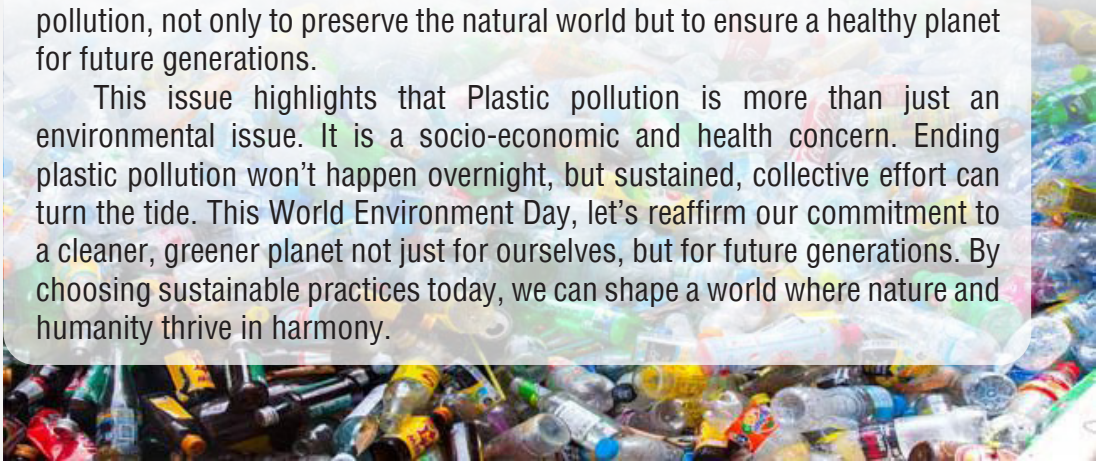 pollution, not only to preserve the natural world but to ensure a healthy planet
for future generations.
This issue highlights that Plastic pollution is more than just an
environmental issue. It is a socio-economic and health concern. Ending
plastic pollution won't happen overnight, but sustained, collective effort can
turn the tide. This World Environment Day, let's reaffirm our commitment to
a cleaner, greener planet not just for ourselves, but for future generations. By
choosing sustainable practices today, we can shape a world where nature and
humanity thrive in harmony.